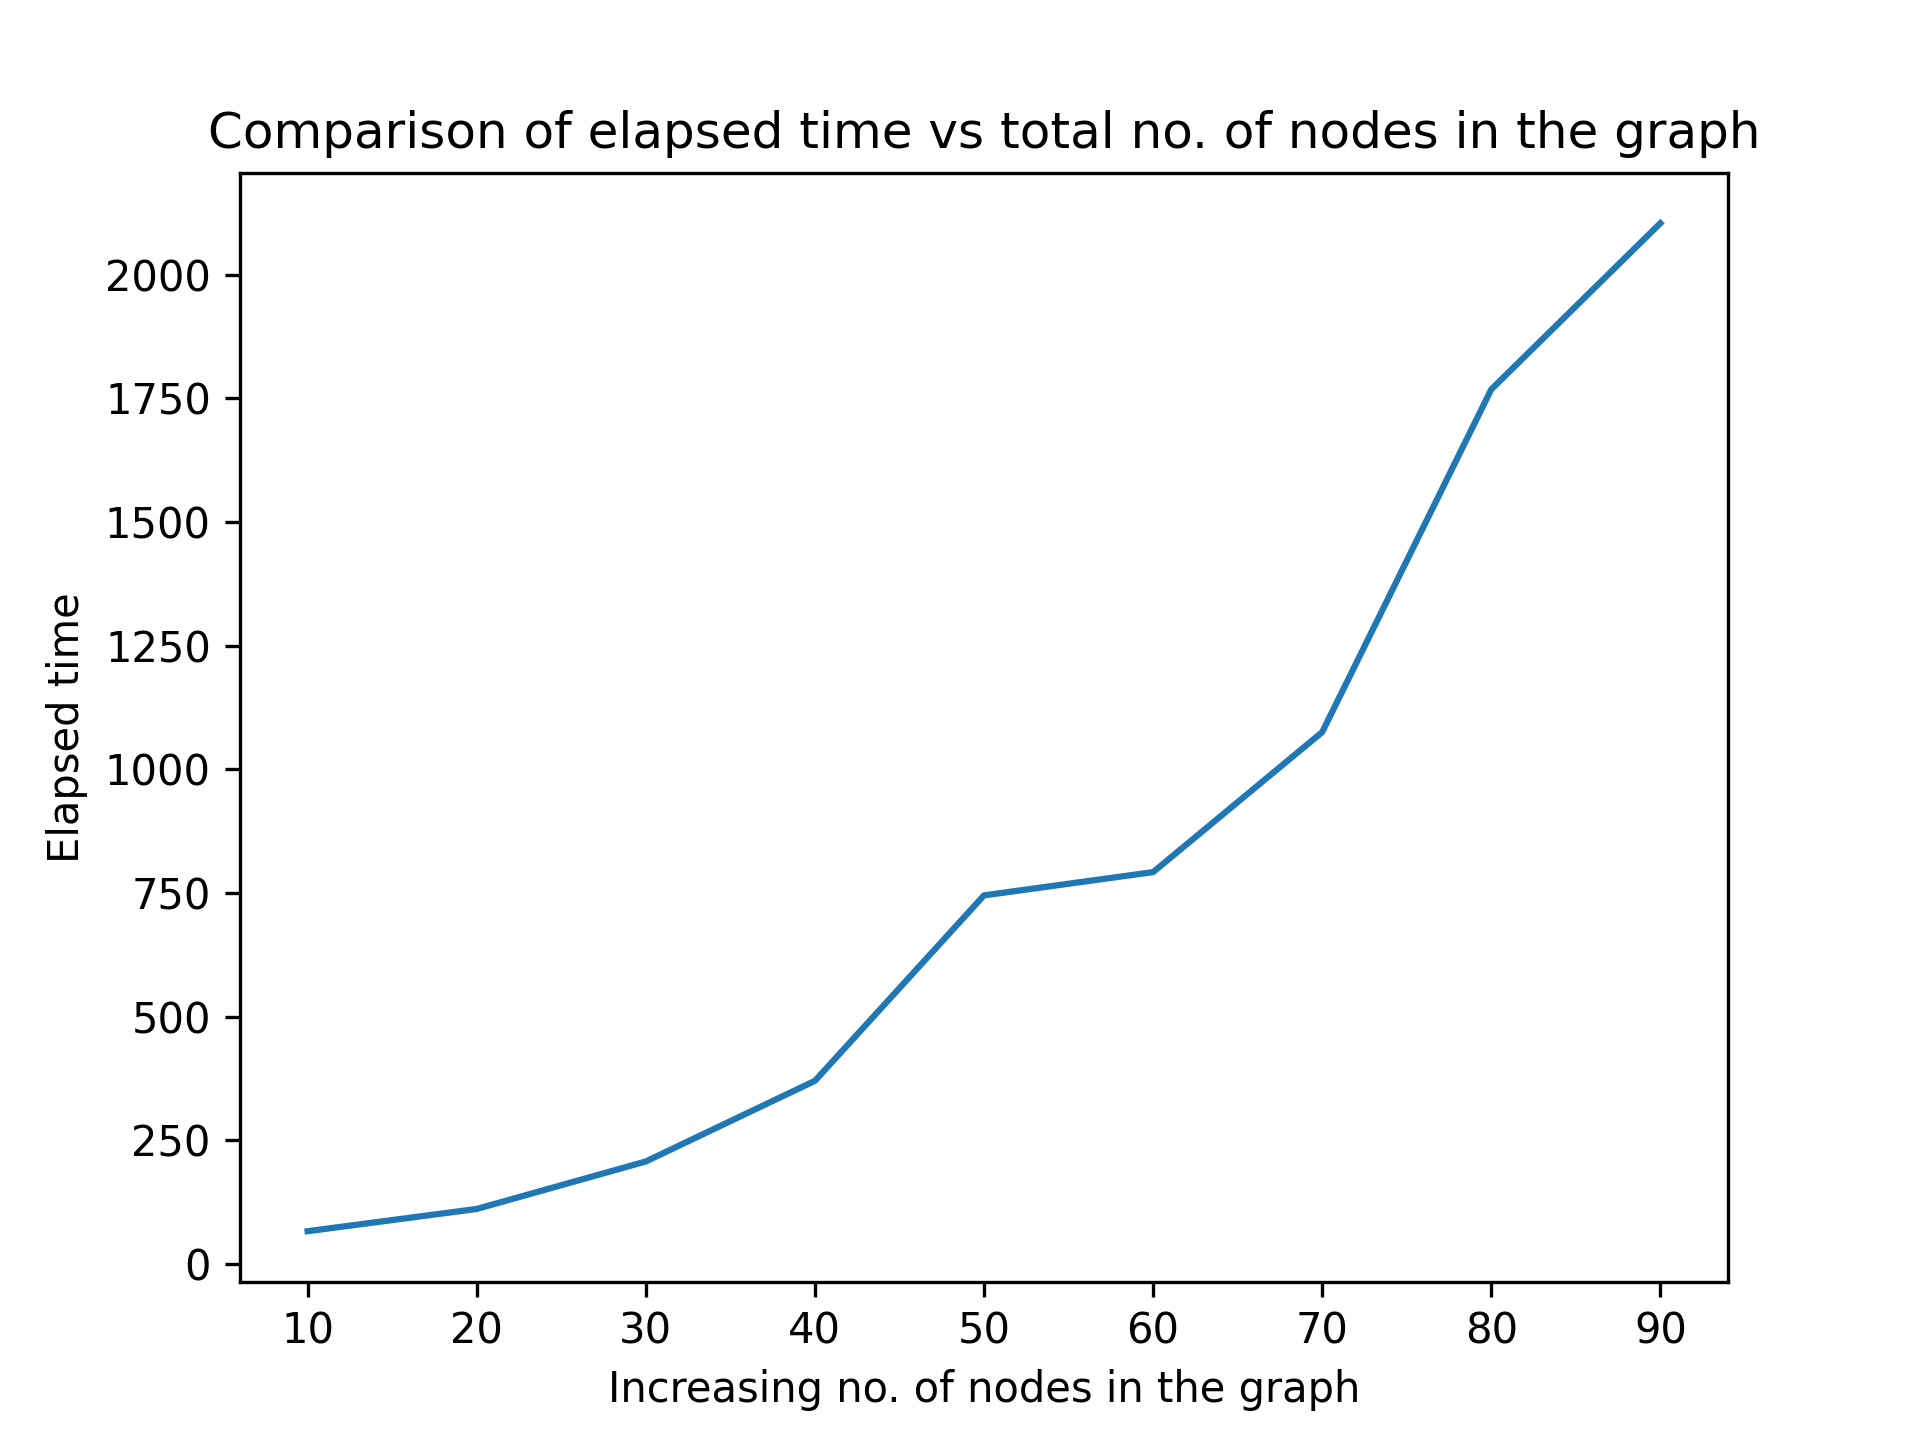 Comparison of elapsed time vs total no. of nodes in the graph
2000
1750
1500
1250
1000
750
500
250
0
Elapsed time
10 20 30 40 50 60 70 80 90
Increasing no. of nodes in the graph